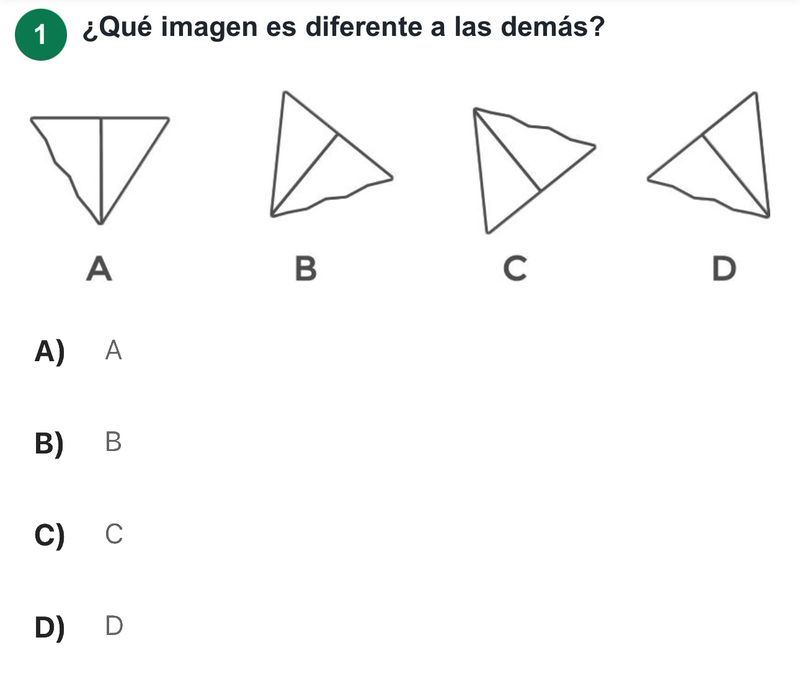 1 ¿Qué imagen es diferente a las demás?
A B C D
A) A
B) B
C) C
D) D